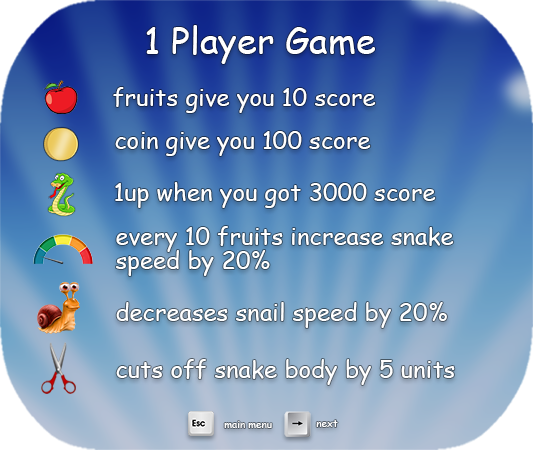 1 Player Game
fruits give you 10 score
coin give you 100 score
1up when you got 3000 score
every 10 fruits increase snake
speed by 20%
decreases snail speed by 20%
cuts off snake body by 5 units
Esc main menu → next